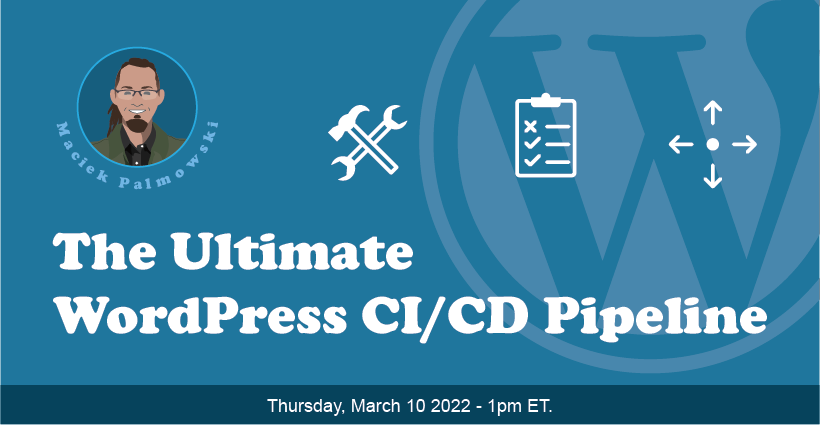 Maciek Palmowski
The Ultimate
WordPress CI/CD Pipeline
Thursday, March 10 2022 - 1pm ET.